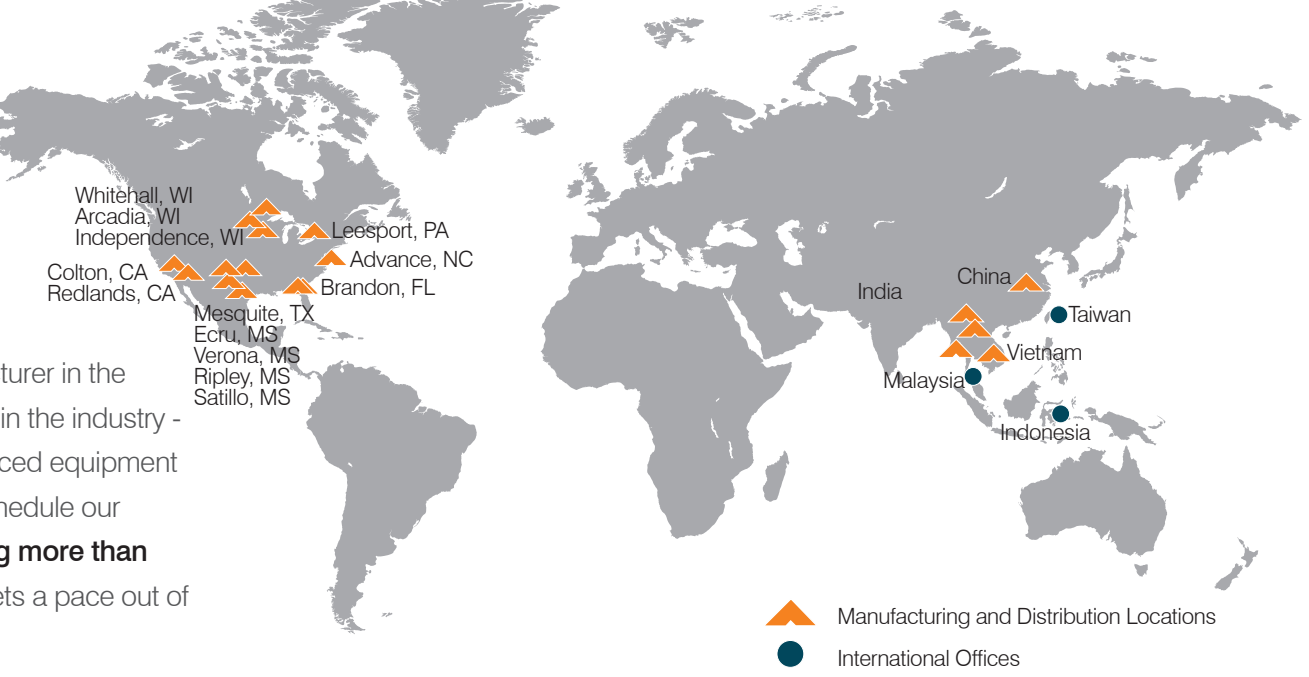 Whitehall, WI
Arcadia, WI
Independence, WI
Colton, CA
Redlands, CA
Leesport, PA
Advance, NC
Brandon, FL
Mesquite, TX
Ecru, MS
Verona, MS
Ripley, MS
Satillo, MS
India
China
Taiwan
Vietnam
Malaysia
Indonesia
turer in the
in the industry -
ced equipment
hedule our
g more than
ets a pace out of
Manufacturing and Distribution Locations
International Offices